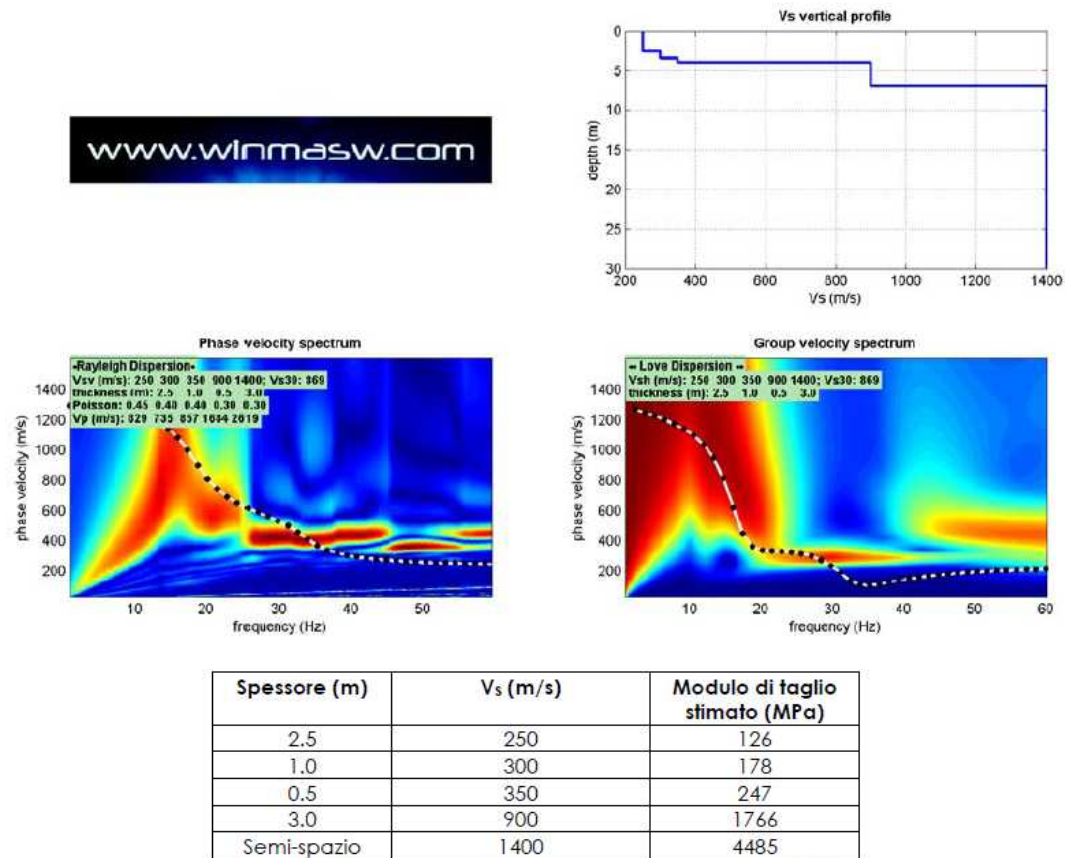 Vs vertical profile
0
5
10
15
20
25
30
depth (m)
200 400 600 800 1000 1200 1400
Vs (m/s)
www.winmasw.com
Phase velocity spectrum
-Rayleigh Dispersion-
Vsv (m/s): 250 300 350 900 1400; Vs30: 869
thickness (m): 2.5 1.0 0.5 3.0
Poisson: 0.45 0.40 0.40 0.30 0.30
Vp (m/s): 829 735 857 1684 2619
1400
1200
1000
800
600
400
200
phase velocity (m/s)
10 20 30 40 50
frequency (Hz)
Group velocity spectrum
-- Love Dispersion --
Vsh (m/s): 250 300 350 900 1400; Vs30: 869
thickness (m): 2.5 1.0 0.5 3.0
1400
1200
1000
800
600
400
200
phase velocity (m/s)
10 20 30 40 50 60
frequency (Hz)
Spessore (m) Vs (m/s) Modulo di taglio stimato (MPa)
2.5 250 126
1.0 300 178
0.5 350 247
3.0 900 1766
Semi-spazio 1400 4485